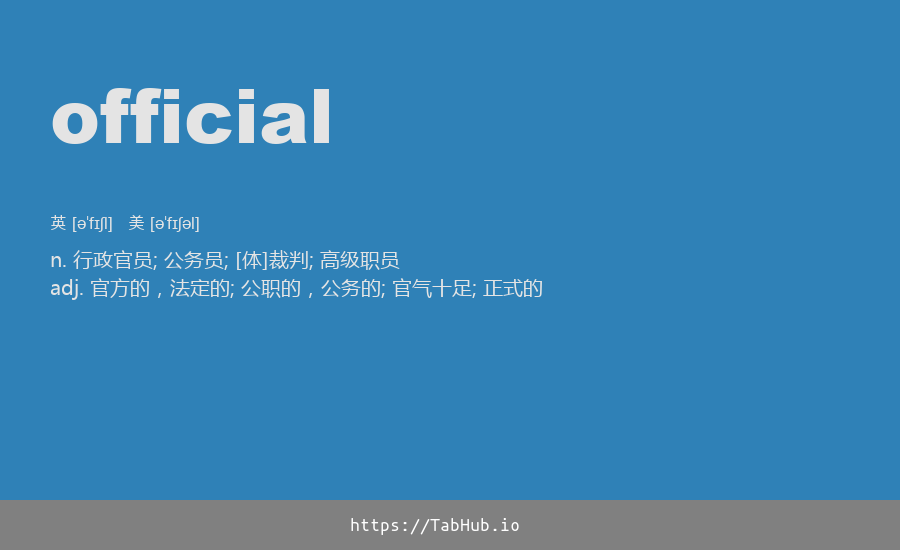 official
英 [ə'fɪʃl] 美 [ə'fɪʃəl]
n. 行政官员; 公务员; [体]裁判; 高级职员
adj. 官方的，法定的; 公职的，公务的; 官气十足; 正式的
https://TabHub.io